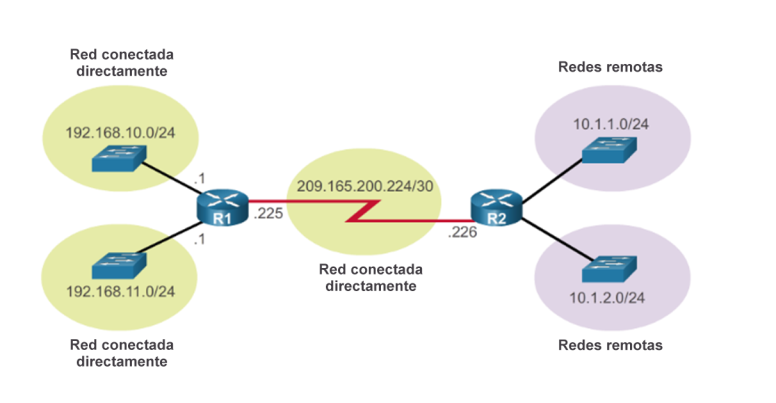 Red conectada
directamente
Redes remotas
192.168.10.0/24
10.1.1.0/24
.1
209.165.200.224/30
R1
.225
R2
.226
.1
192.168.11.0/24
Red conectada
directamente
10.1.2.0/24
Red conectada
directamente
Redes remotas